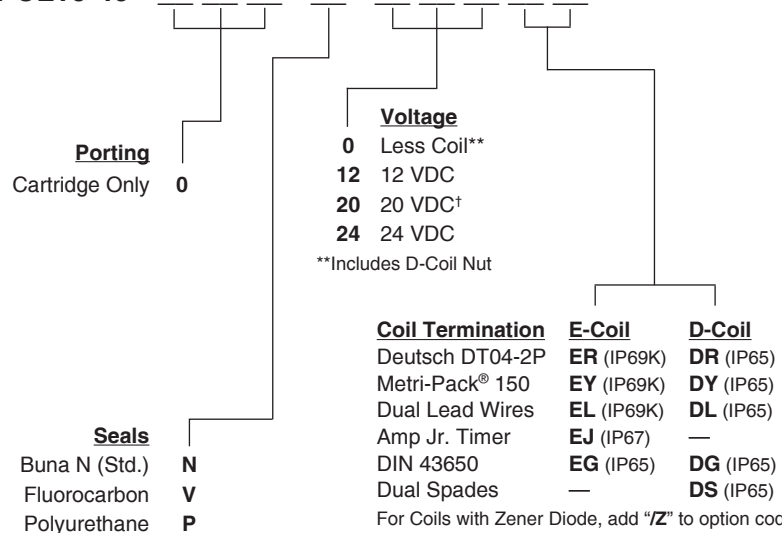 Voltage
0 Less Coil**
12 12 VDC
20 20 VDC†
24 24 VDC
**Includes D-Coil Nut
Porting
Cartridge Only 0
Coil Termination E-Coil D-Coil
Deutsch DT04-2P ER (IP69K) DR (IP65)
Metri-Pack® 150 EY (IP69K) DY (IP65)
Dual Lead Wires EL (IP69K) DL (IP65)
Amp Jr. Timer EJ (IP67) —
DIN 43650 EG (IP65) DG (IP65)
Dual Spades — DS (IP65)
For Coils with Zener Diode, add "/Z" to option
Seals
Buna N (Std.) N
Fluorocarbon V
Polyurethane P